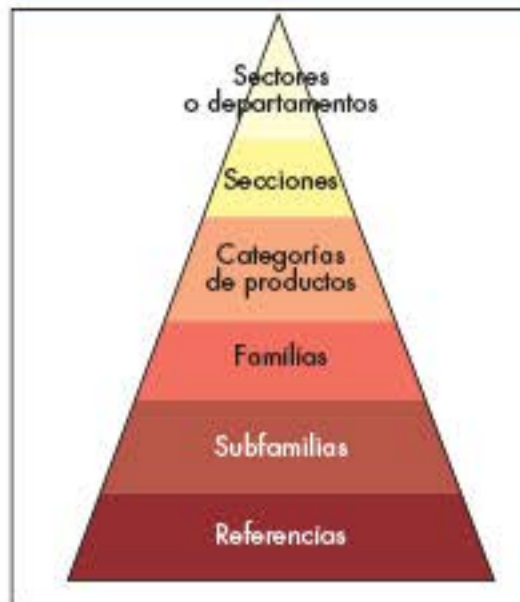 Sectores
o departamentos
Secciones
Categorías
de productos
Familias
Subfamilias
Referencias